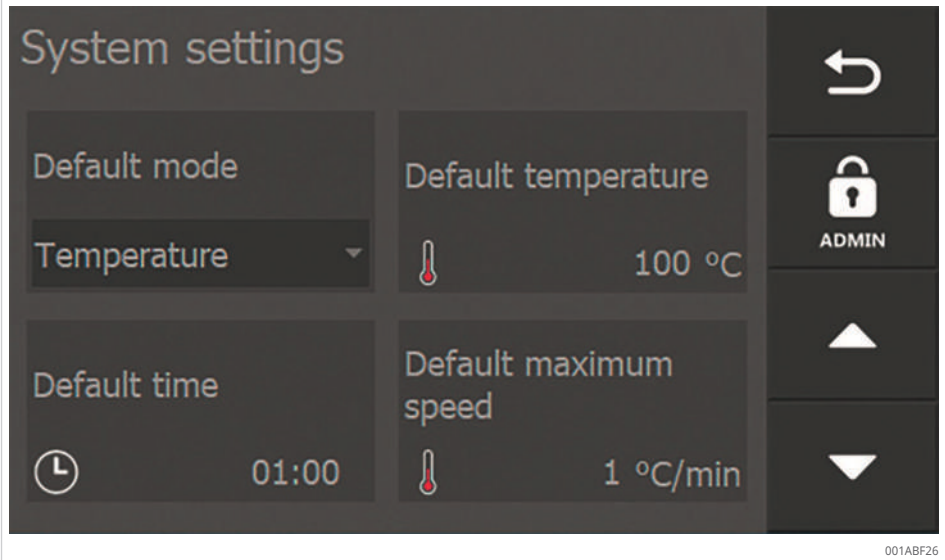 System settings
Default mode
Temperature
Default temperature
100 °C
Default time
01:00
Default maximum
speed
1 °C/min
ADMIN
001ABF26